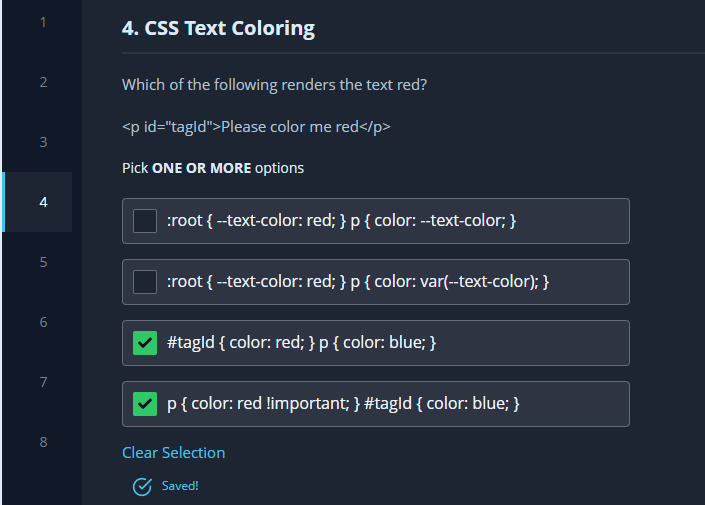 1
2
3
4
5
6
7
8
4. CSS Text Coloring
Which of the following renders the text red?
<p id="tagId">Please color me red</p>
Pick ONE OR MORE options
:root { --text-color: red; } p { color: --text-color; }
:root { --text-color: red; } p { color: var(--text-color); }
#tagId { color: red; } p { color: blue; }
p { color: red !important; } #tagId { color: blue; }
Clear Selection
Saved!